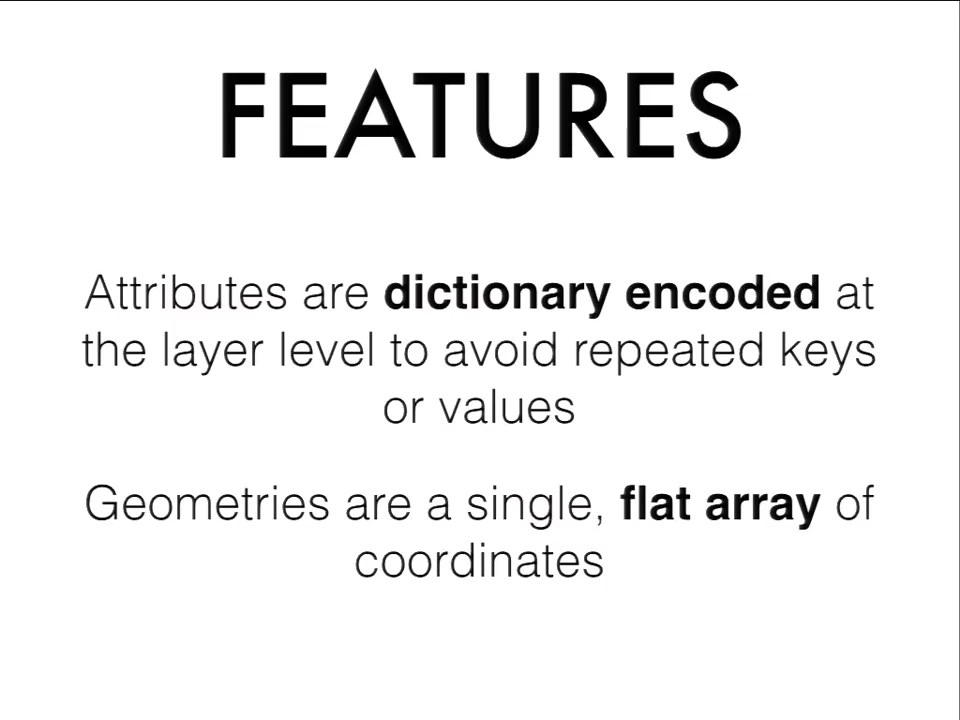 FEATURES
Attributes are dictionary encoded at
the layer level to avoid repeated keys
or values
Geometries are a single, flat array of
coordinates